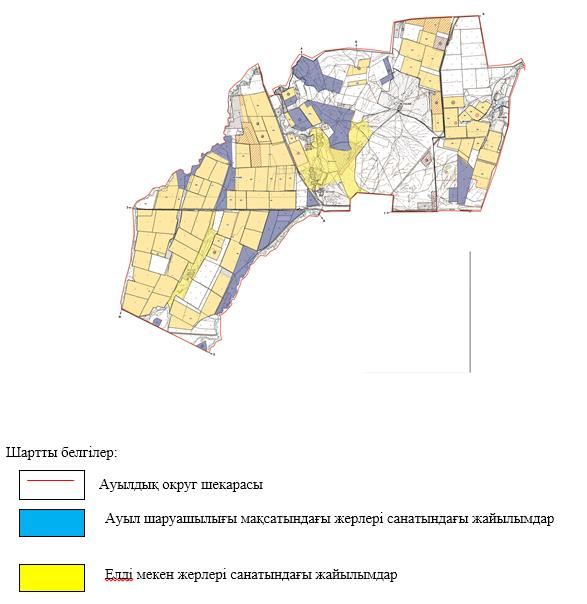 Шартты белгілер:
Ауылдық округ шекарасы
Ауыл шаруашылығы мақсатындағы жерлері санатындағы жайылымдар
Елді мекен жерлері санатындағы жайылымдар